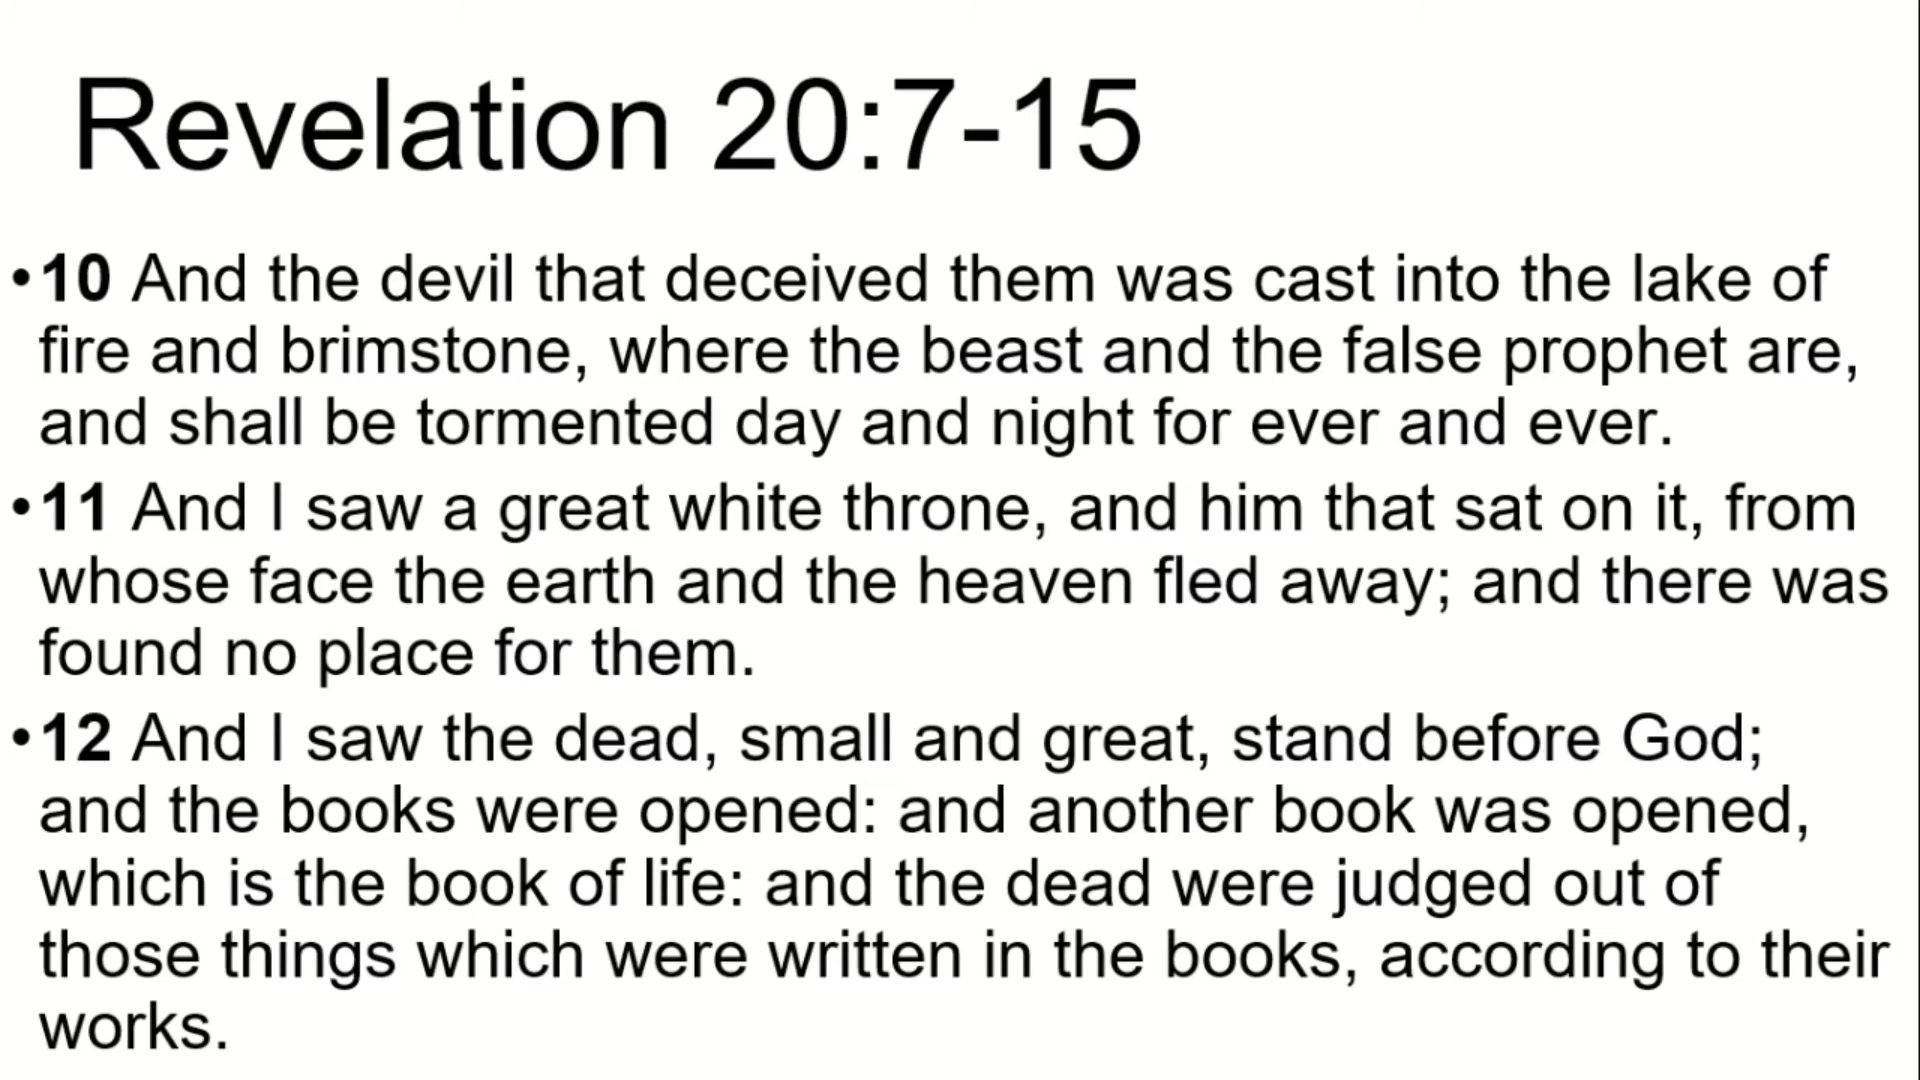 Revelation 20:7-15
•10 And the devil that deceived them was cast into the lake of
fire and brimstone, where the beast and the false prophet are,
and shall be tormented day and night for ever and ever.
•11 And I saw a great white throne, and him that sat on it, from
whose face the earth and the heaven fled away; and there was
found no place for them.
•12 And I saw the dead, small and great, stand before God;
and the books were opened: and another book was opened,
which is the book of life: and the dead were judged out of
those things which were written in the books, according to their
works.